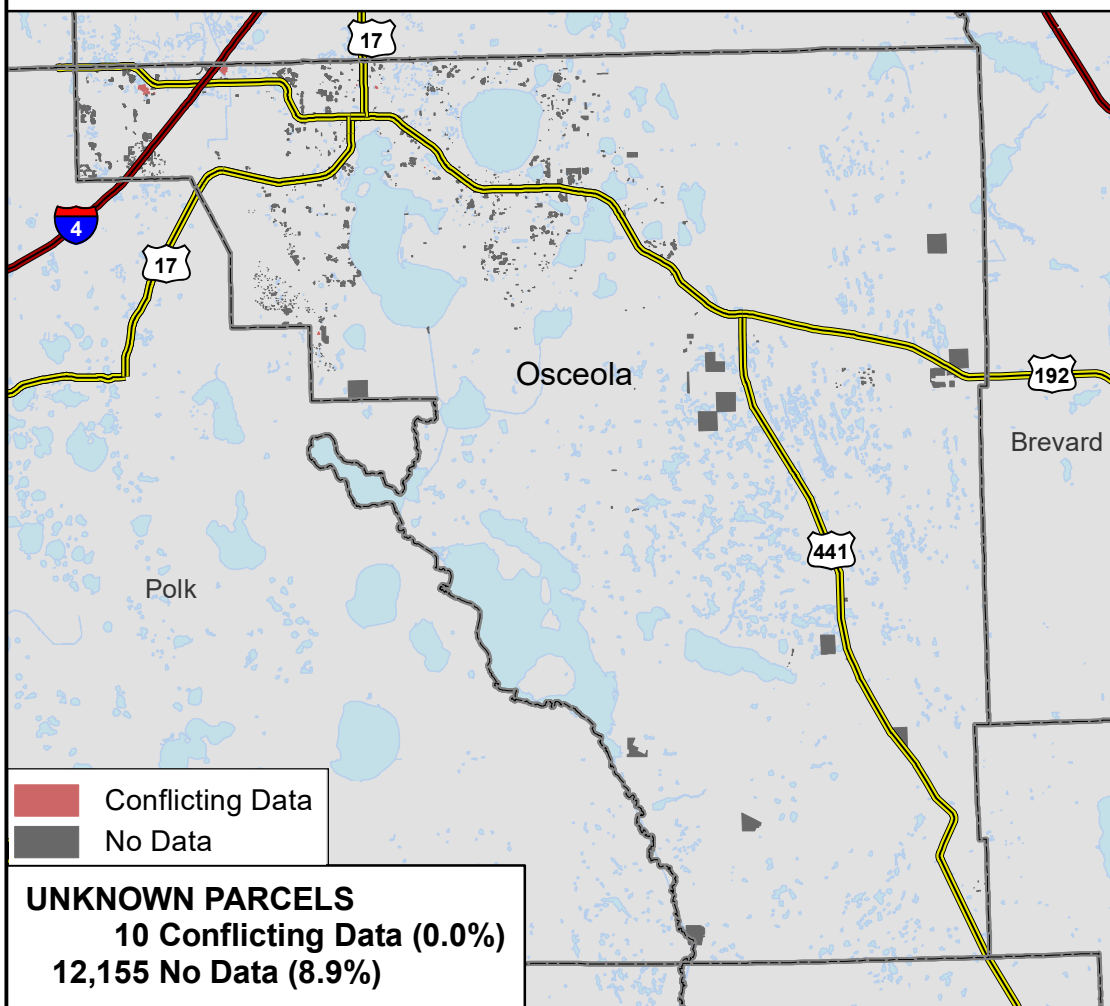 17
4
17
Osceola
192
Brevard
441
Polk
Conflicting Data
No Data
UNKNOWN PARCELS
10 Conflicting Data (0.0%)
12,155 No Data (8.9%)